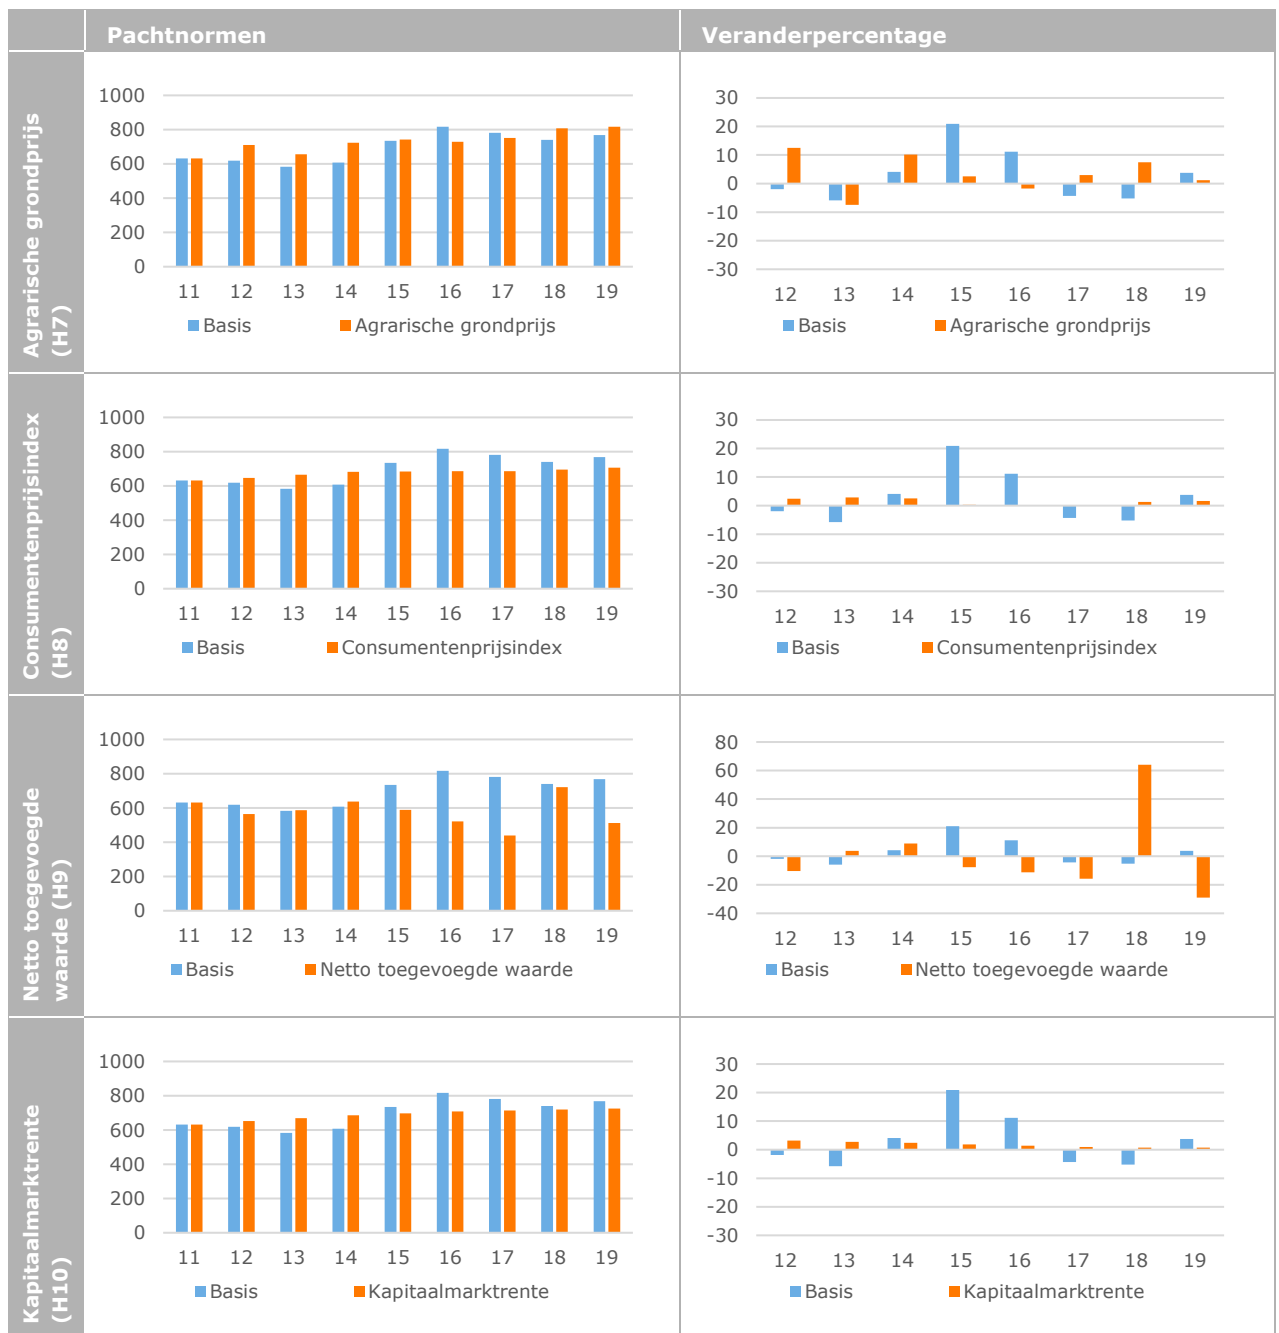 Pachtnormen Veranderpercentage
Agrarische grondprijs
(H7)
1000
800
600
400
200
0
11 12 13 14 15 16 17 18 19
Basis Agrarische grondprijs
30
20
10
0
-10
-20
-30
12 13 14 15 16 17 18 19
Basis Agrarische grondprijs
Consumentenprijsindex
(H8)
1000
800
600
400
200
0
11 12 13 14 15 16 17 18 19
Basis Consumentenprijsindex
30
20
10
0
-10
-20
-30
12 13 14 15 16 17 18 19
Basis Consumentenprijsindex
Netto toegevoegde
waarde (H9)
1000
800
600
400
200
0
11 12 13 14 15 16 17 18 19
Basis Netto toegevoegde waarde
80
60
40
20
0
-20
-40
12 13 14 15 16 17 18 19
Basis Netto toegevoegde waarde
Kapitaalmarktrente
(H10)
1000
800
600
400
200
0
11 12 13 14 15 16 17 18 19
Basis Kapitaalmarktrente
30
20
10
0
-10
-20
-30
12 13 14 15 16 17 18 19
Basis Kapitaalmarktrente